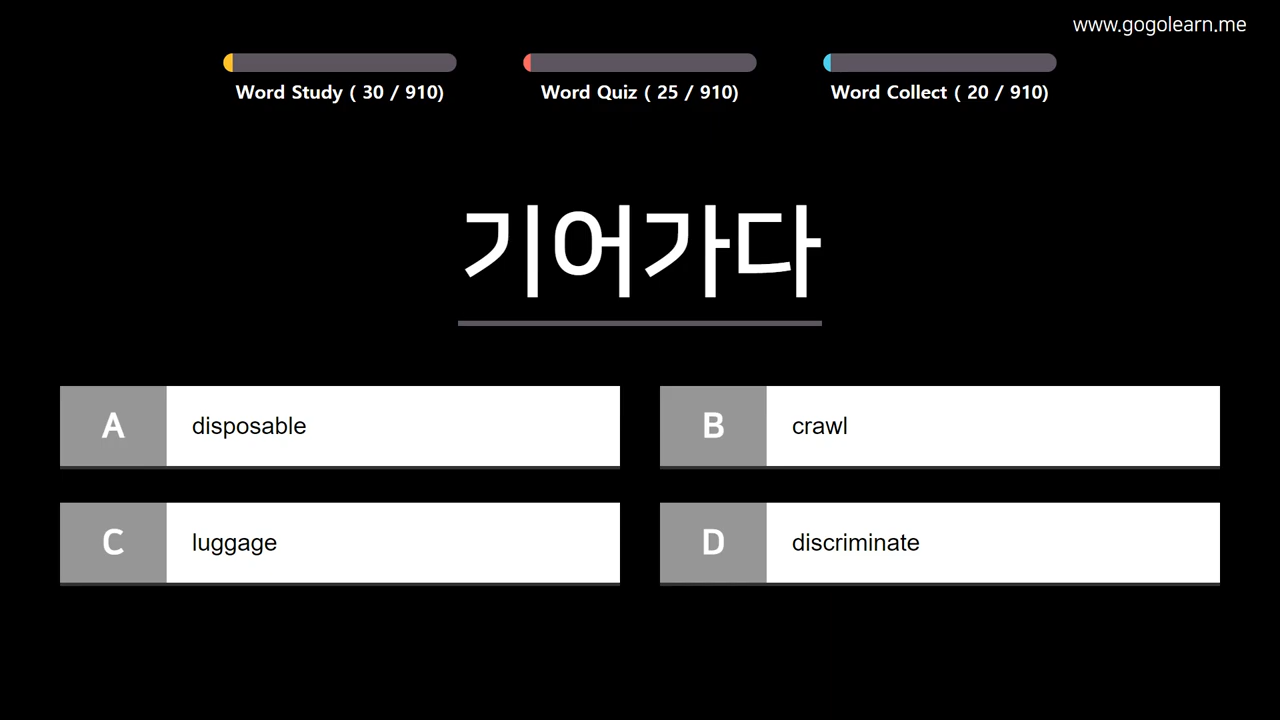 www.gogolearn.me
Word Study ( 30 / 910)
Word Quiz ( 25 / 910)
Word Collect ( 20 / 910)
기어가다
A disposable
B crawl
C luggage
D discriminate